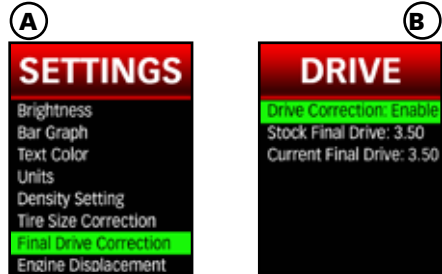 A
SETTINGS
Brightness
Bar Graph
Text Color
Units
Density Setting
Tire Size Correction
Final Drive Correction
Engine Displacement
B
DRIVE
Drive Correction: Enable
Stock Final Drive: 3.50
Current Final Drive: 3.50